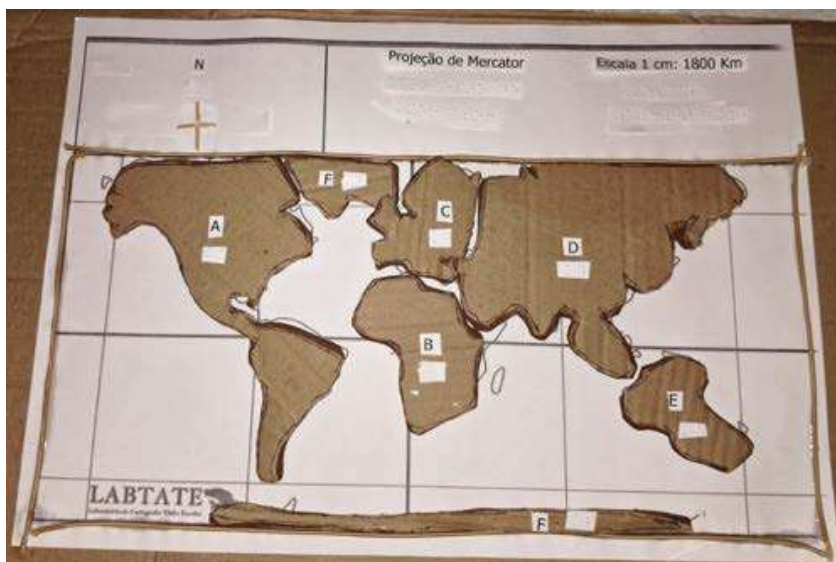 N
Projeção de Mercator
Escala 1 cm: 1800 Km
F
C
A
D
B
E
LABTATE
F